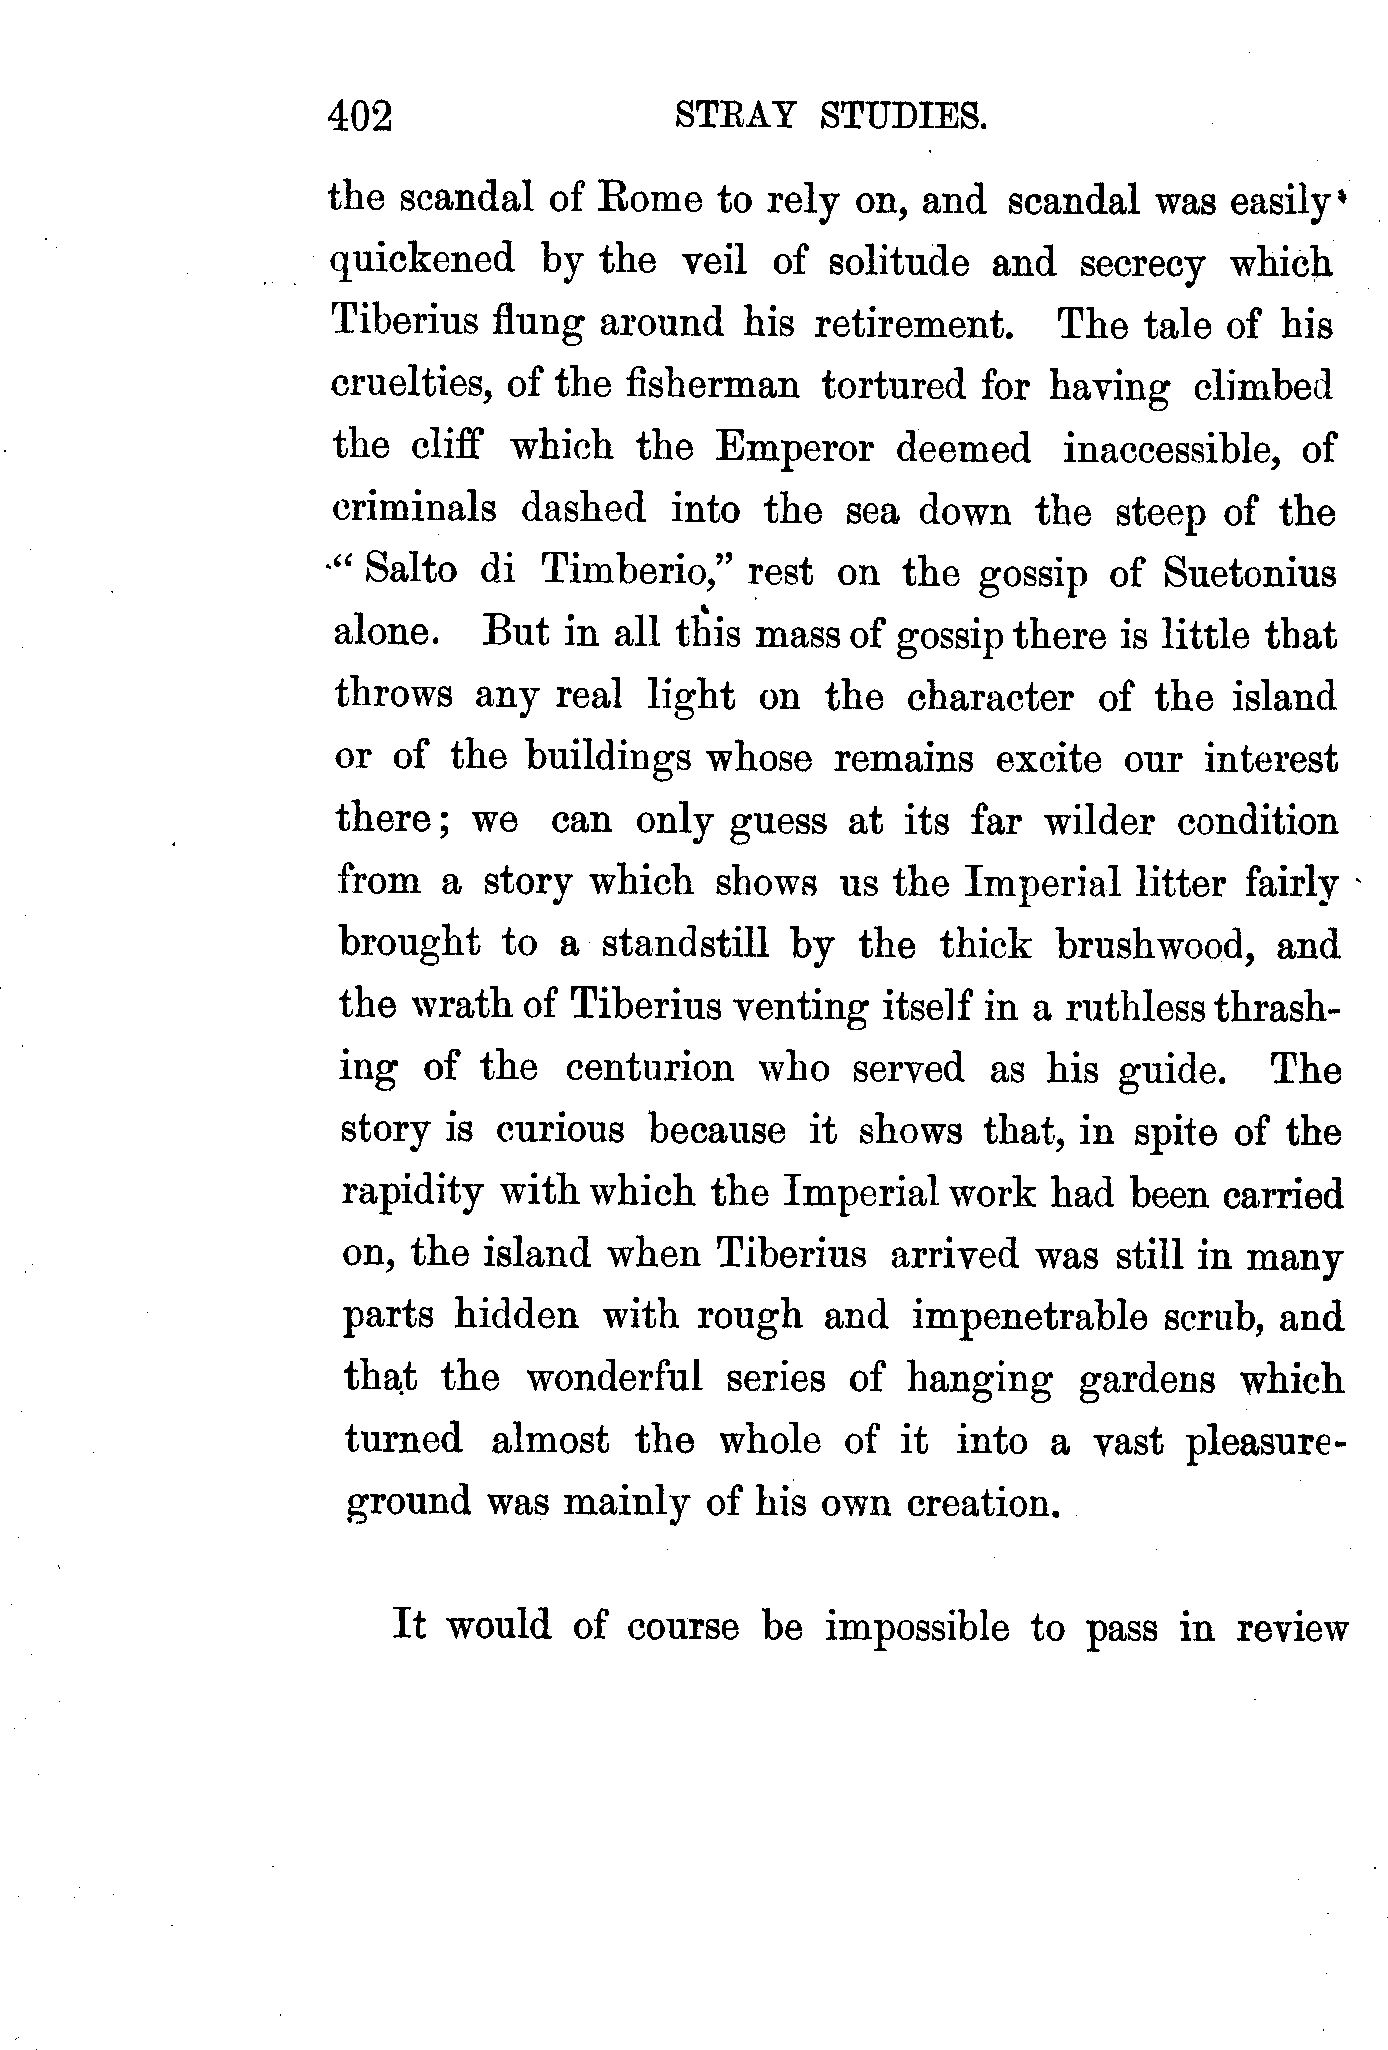 402 STRAY STUDIES.
the scandal of Rome to rely on, and scandal was easily
quickened by the veil of solitude and secrecy which
Tiberius flung around his retirement. The tale of his
cruelties, of the fisherman tortured for having climbed
the cliff which the Emperor deemed inaccessible, of
criminals dashed into the sea down the steep of the
“Salto di Timberio,” rest on the gossip of Suetonius
alone. But in all this mass of gossip there is little that
throws any real light on the character of the island
or of the buildings whose remains excite our interest
there; we can only guess at its far wilder condition
from a story which shows us the Imperial litter fairly
brought to a standstill by the thick brushwood, and
the wrath of Tiberius venting itself in a ruthless thrash-
ing of the centurion who served as his guide. The
story is curious because it shows that, in spite of the
rapidity with which the Imperial work had been carried
on, the island when Tiberius arrived was still in many
parts hidden with rough and impenetrable scrub, and
that the wonderful series of hanging gardens which
turned almost the whole of it into a vast pleasure-
ground was mainly of his own creation.
It would of course be impossible to pass in review